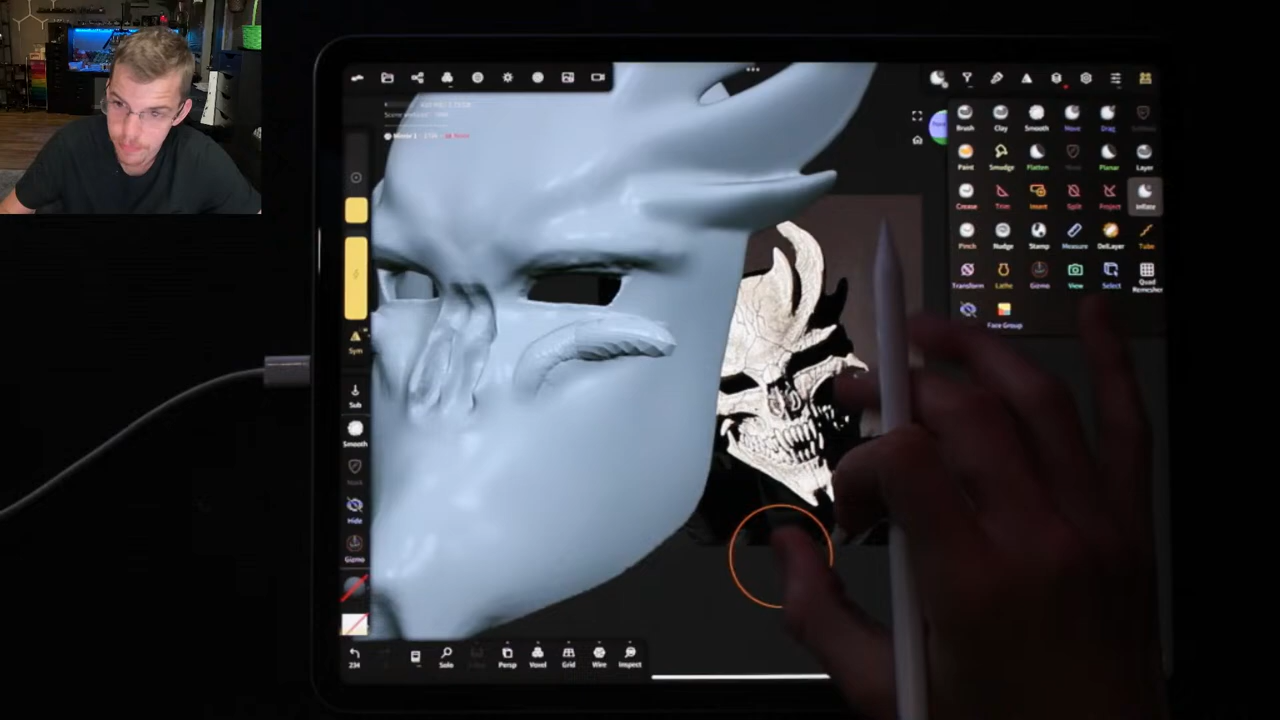 Brush Clay Smooth Move Drag
Paint Smudge Flatten Planar Layer
Crease Trim Insert Split Project Inflate
Pinch Nudge Stamp Measure DelLayer Tube
Transform Lathe Gizmo View Select Quad
Remesher
Face Group
Sym
Sub
Smooth
Mask
Hide
Gizmo
234 Solo Persp Voxel Grid Wire Inspect